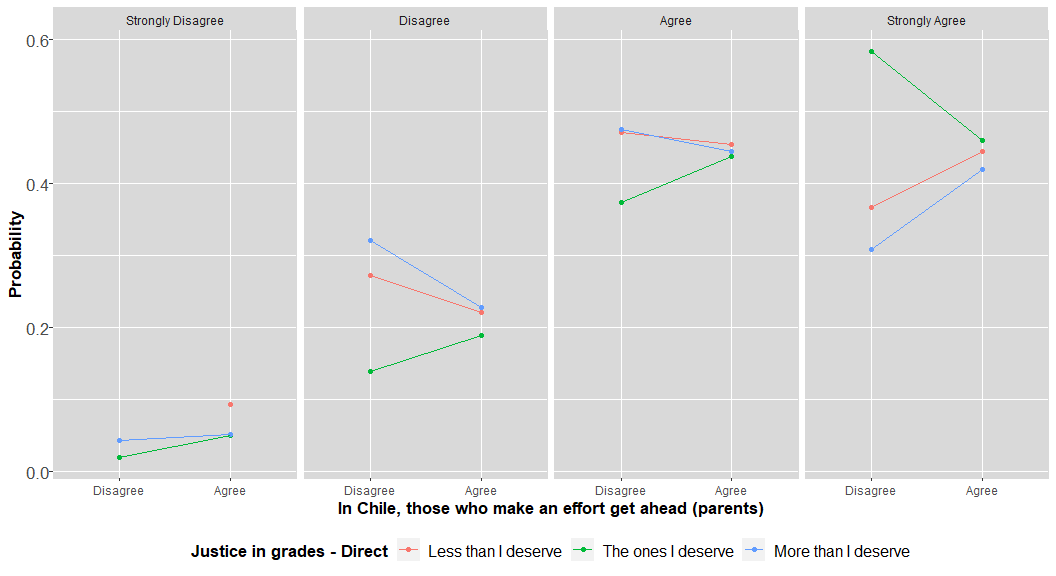 Strongly Disagree Disagree Agree Strongly Agree
0.6
0.4
0.2
0.0
Probability
Disagree Agree Disagree Agree Disagree Agree Disagree Agree
In Chile, those who make an effort get ahead (parents)
Justice in grades - Direct Less than I deserve The ones I deserve More than I deserve